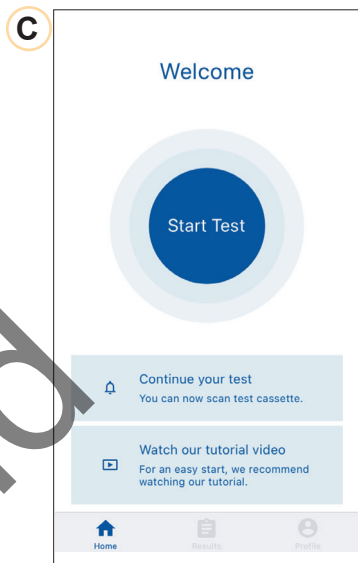 C
Welcome
Start Test
Continue your test
You can now scan test cassette.
Watch our tutorial video
For an easy start, we recommend
watching our tutorial.
Home Results Profile